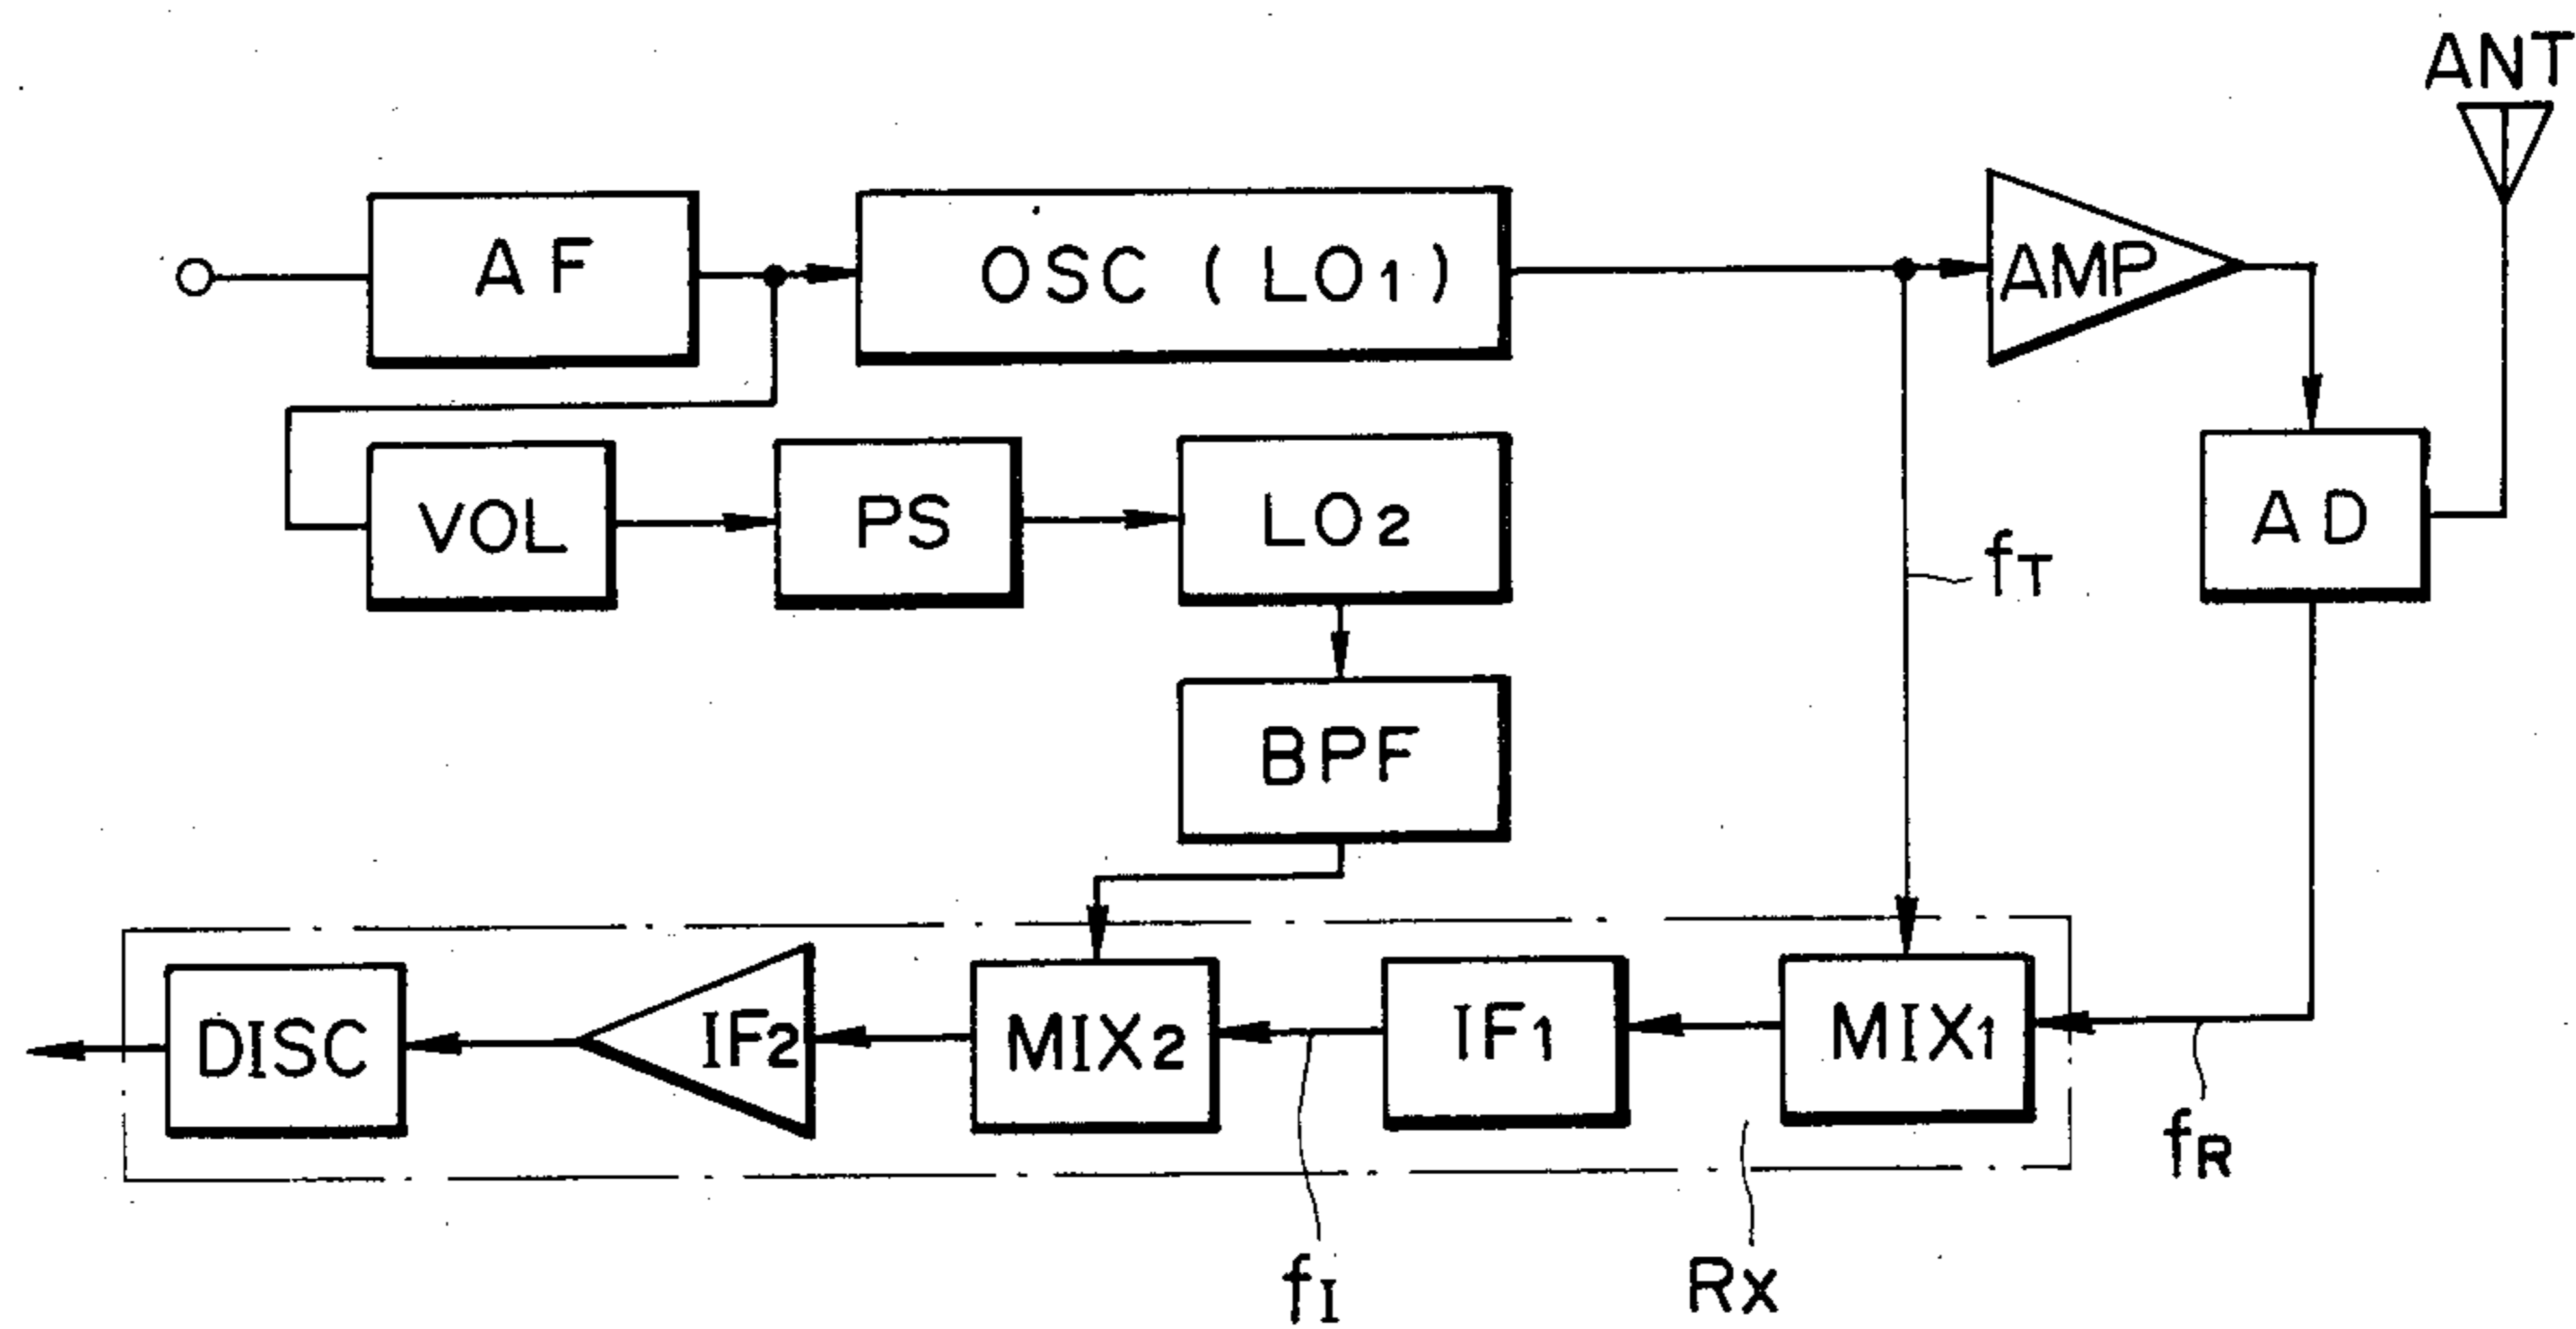 ANT
AF
OSC (LO1)
AMP
VOL
PS
LO2
fT
AD
BPF
DISC
IF2
MIX2
IF1
MIX1
fR
fI
Rx